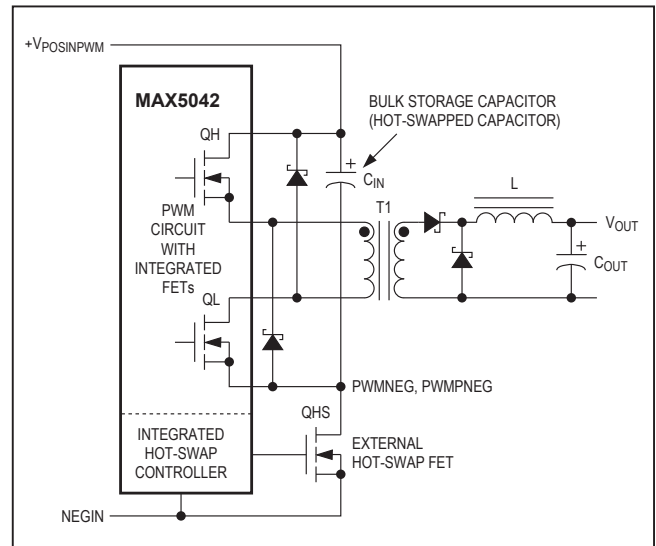 +VPOSINPWM
MAX5042
BULK STORAGE CAPACITOR
(HOT-SWAPPED CAPACITOR)
QH
+
CIN
L
T1
PWM
CIRCUIT
WITH
INTEGRATED
FETs
VOUT
+
COUT
QL
PWMNEG, PWMPNEG
QHS
INTEGRATED
HOT-SWAP
CONTROLLER
EXTERNAL
HOT-SWAP FET
NEGIN